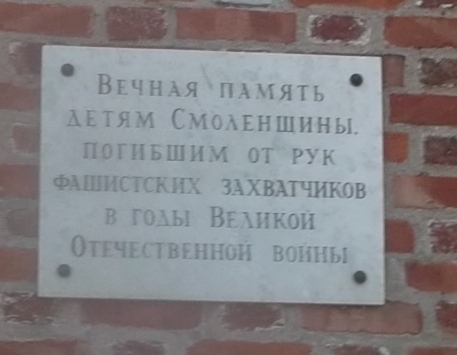 Вечная память
детям Смоленщины,
погибшим от рук
фашистских захватчиков
в годы Великой
Отечественной войны